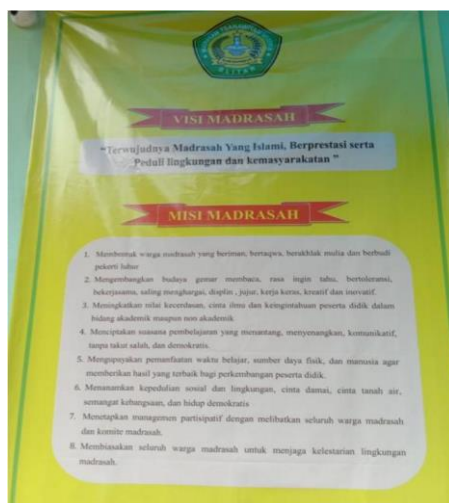 VISI MADRASAH
"Terwujudnya Madrasah Yang Islami, Berprestasi serta
Peduli lingkungan dan kemasyarakatan "
MISI MADRASAH
1. Membentuk warga madrasah yang beriman, bertaqwa, berakhlak mulia dan berbudi
pekerti luhur
2. Mengembangkan budaya gemar membaca, rasa ingin tahu, bertoleransi,
bekerjasama, saling menghargai, displin , jujur, kerja keras, kreatif dan inovatif.
3. Meningkatkan nilai kecerdasan, cinta ilmu dan keingintahuan peserta didik dalam
bidang akademik maupun non akademik
4. Menciptakan suasana pembelajaran yang menantang, menyenangkan, komunikatif,
tanpa takut salah, dan demokratis.
5. Mengupayakan pemanfaatan waktu belajar, sumber daya fisik, dan manusia agar
memberikan hasil yang terbaik bagi perkembangan peserta didik.
6. Menanamkan kepedulian sosial dan lingkungan, cinta damai, cinta tanah air,
semangat kebangsaan, dan hidup demokratis
7. Menetapkan managemen partisipatif dengan melibatkan seluruh warga madrasah
dan komite madrasah.
8. Membiasakan seluruh warga madrasah untuk menjaga kelestarian lingkungan
madrasah.